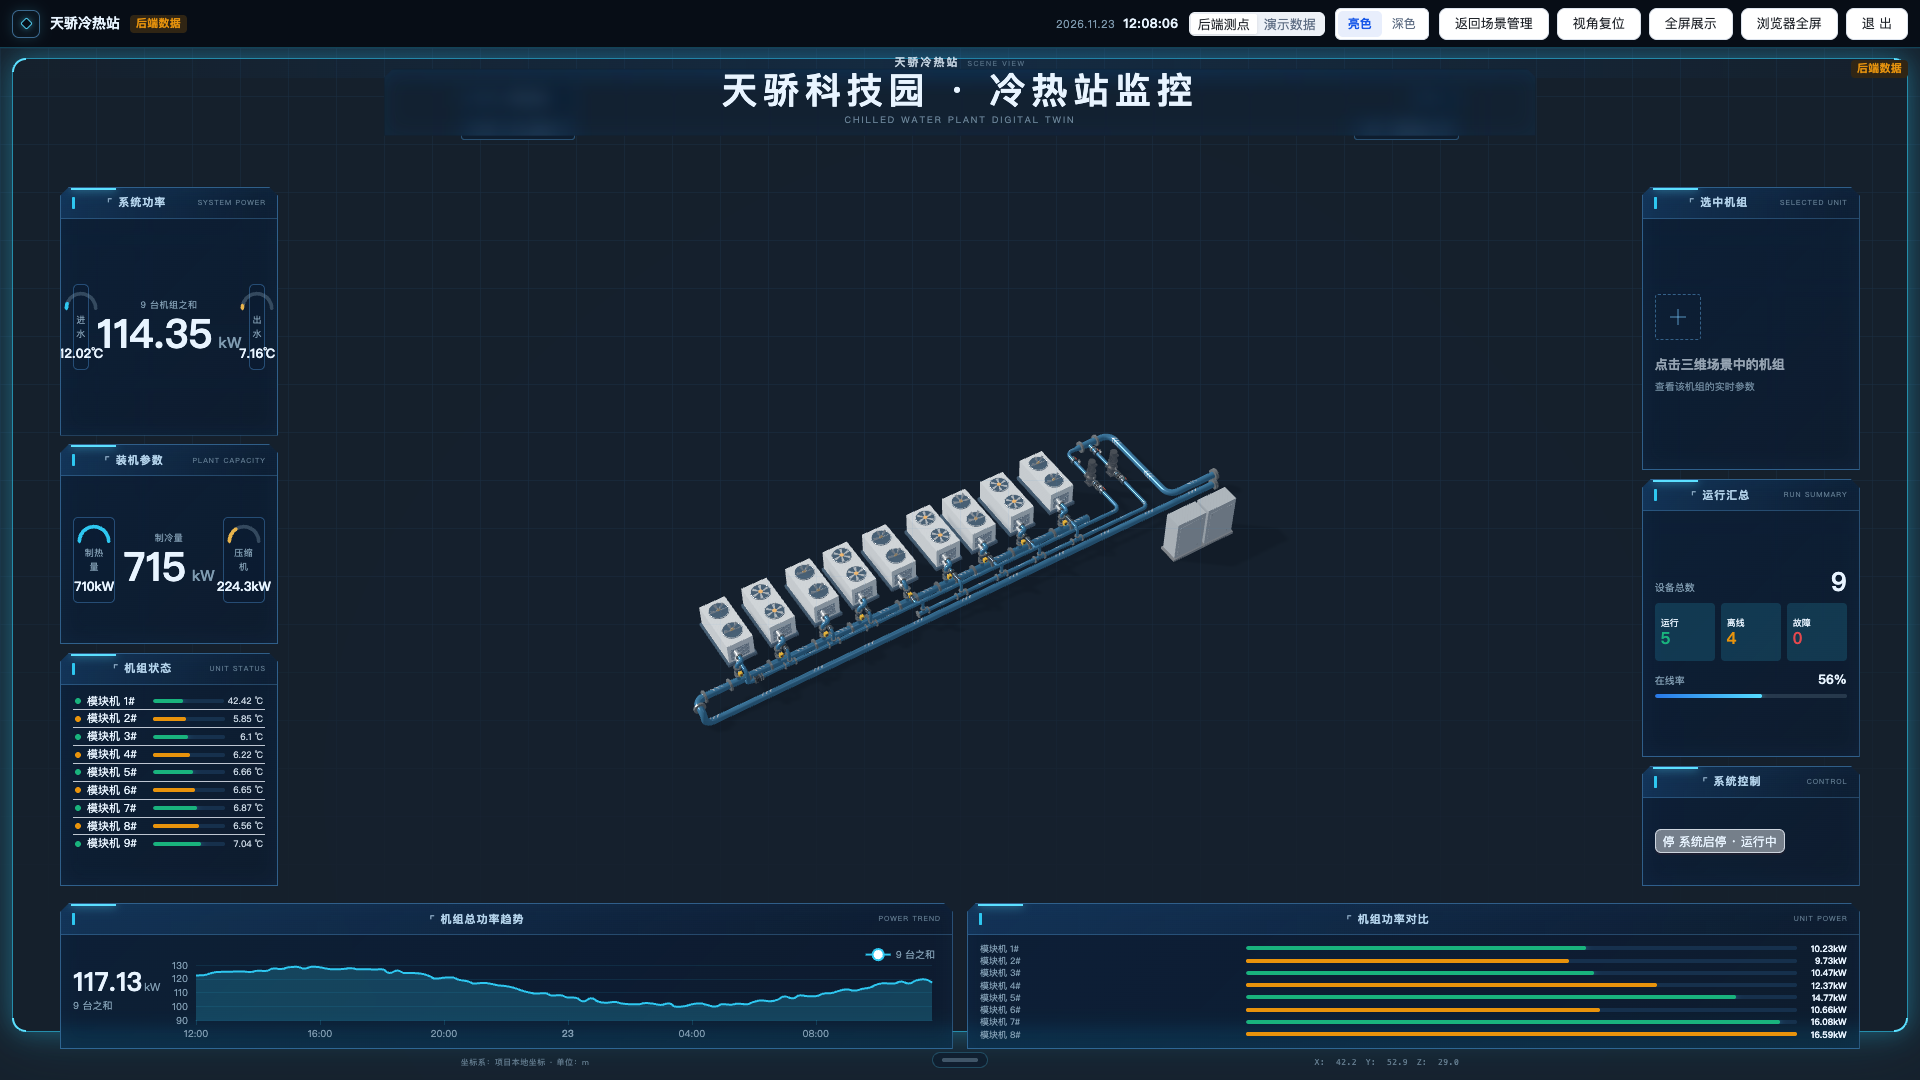 天骄冷热站 后端数据
2026.11.23 12:08:06 后端测点 演示数据 亮色 深色 返回场景管理 视角复位 全屏展示 浏览器全屏 退 出
天骄冷热站 SCENE VIEW
后端数据
天骄科技园 · 冷热站监控
CHILLED WATER PLANT DIGITAL TWIN
「 系统功率 SYSTEM POWER
9 台机组之和
进水 12.02℃
114.35 kW
出水 7.16℃
「 装机参数 PLANT CAPACITY
制热量 710kW
制冷量
715 kW
压缩机 224.3kW
「 机组状态 UNIT STATUS
模块机 1# 42.42 ℃
模块机 2# 5.85 ℃
模块机 3# 6.1 ℃
模块机 4# 6.22 ℃
模块机 5# 6.66 ℃
模块机 6# 6.65 ℃
模块机 7# 6.87 ℃
模块机 8# 6.56 ℃
模块机 9# 7.04 ℃
「 选中机组 SELECTED UNIT
点击三维场景中的机组
查看该机组的实时参数
「 运行汇总 RUN SUMMARY
设备总数 9
运行 离线 故障
5 4 0
在线率 56%
「 系统控制 CONTROL
停 系统启停 · 运行中
「 机组总功率趋势 POWER TREND
9 台之和
117.13 kW
9 台之和
130
120
110
100
90
12:00 16:00 20:00 23 04:00 08:00
「 机组功率对比 UNIT POWER
模块机 1# 10.23kW
模块机 2# 9.73kW
模块机 3# 10.47kW
模块机 4# 12.37kW
模块机 5# 14.77kW
模块机 6# 10.66kW
模块机 7# 16.08kW
模块机 8# 16.59kW
坐标系: 项目本地坐标 · 单位: m
X: 42.2 Y: 52.9 Z: 29.0